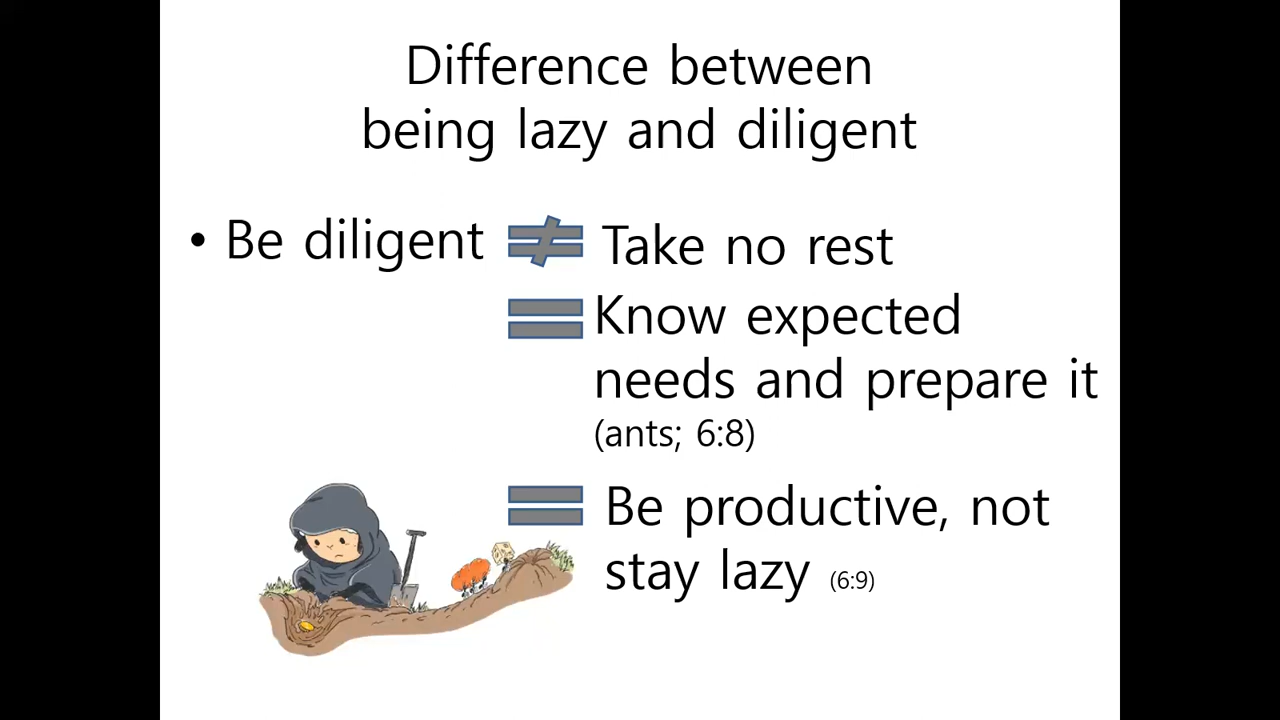 Difference between
being lazy and diligent
• Be diligent ≠ Take no rest
= Know expected
needs and prepare it
(ants; 6:8)
= Be productive, not
stay lazy (6:9)